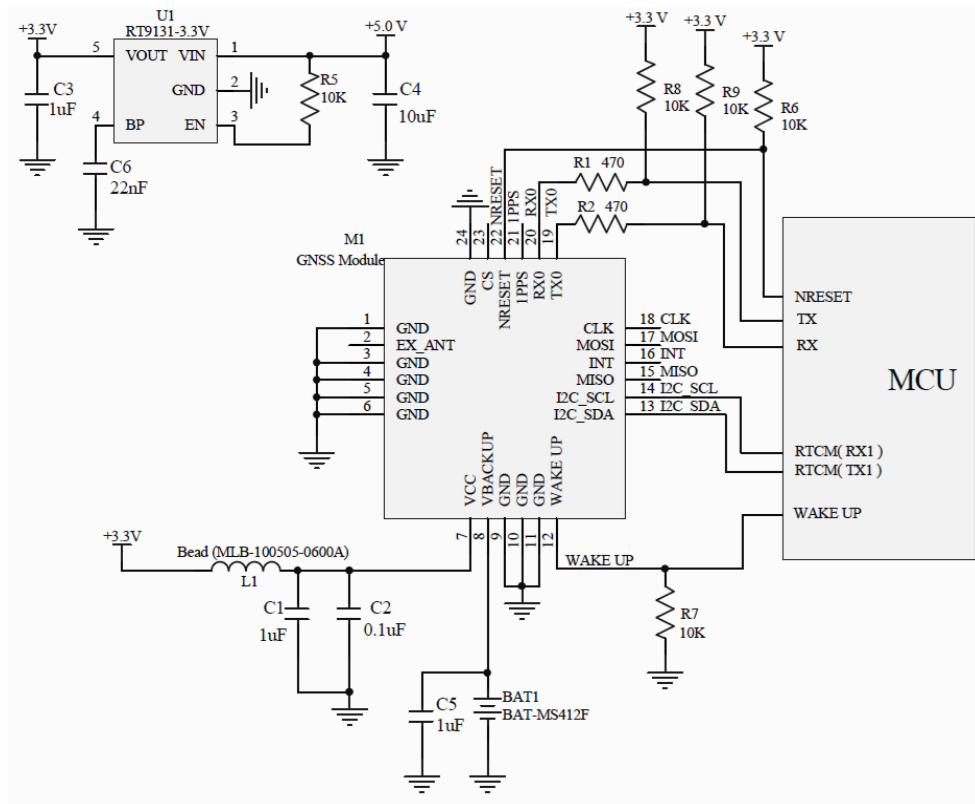 U1
RT9131-3.3V
+3.3V
+5.0 V
5 VOUT VIN 1
GND 2
4 BP EN 3
C3
1uF
R5
10K
C4
10uF
C6
22nF
+3.3 V
+3.3 V
+3.3 V
R8
10K
R9
10K
R6
10K
R1 470
R2 470
NRESET
1PPS
RX0
TX0
24
23
22
21
20
19
M1
GNSS Module
GND
CS
NRESET
1PPS
RX0
TX0
1 GND
2 EX_ANT
3 GND
4 GND
5 GND
6 GND
CLK 18 CLK
MOSI 17 MOSI
INT 16 INT
MISO 15 MISO
I2C_SCL 14 I2C_SCL
I2C_SDA 13 I2C_SDA
VCC
VBACKUP
GND
GND
GND
WAKE UP
7
8
9
10
11
12
NRESET
TX
RX
MCU
RTCM( RX1 )
RTCM( TX1 )
WAKE UP
WAKE UP
R7
10K
+3.3V
Bead (MLB-100505-0600A)
L1
C1
1uF
C2
0.1uF
C5
1uF
BAT1
BAT-MS412F